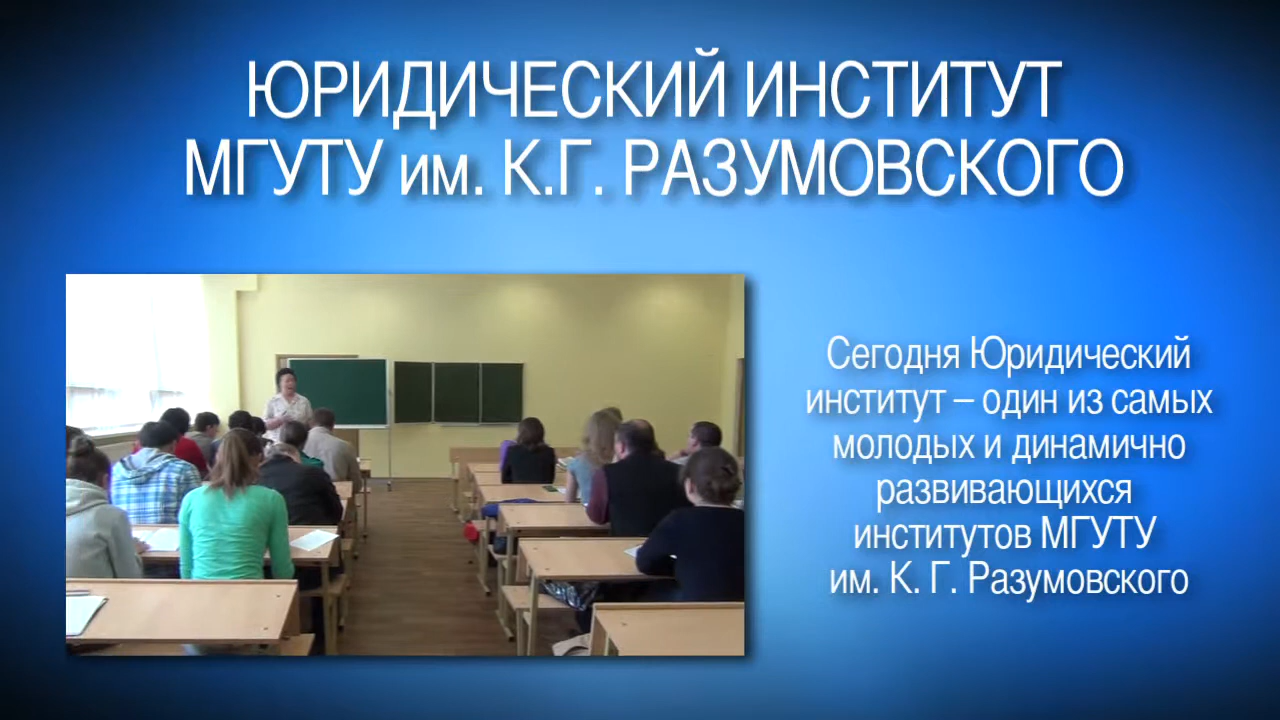 ЮРИДИЧЕСКИЙ ИНСТИТУТ
МГУТУ им. К.Г. РАЗУМОВСКОГО
Сегодня Юридический
институт – один из самых
молодых и динамично
развивающихся
институтов МГУТУ
им. К. Г. Разумовского